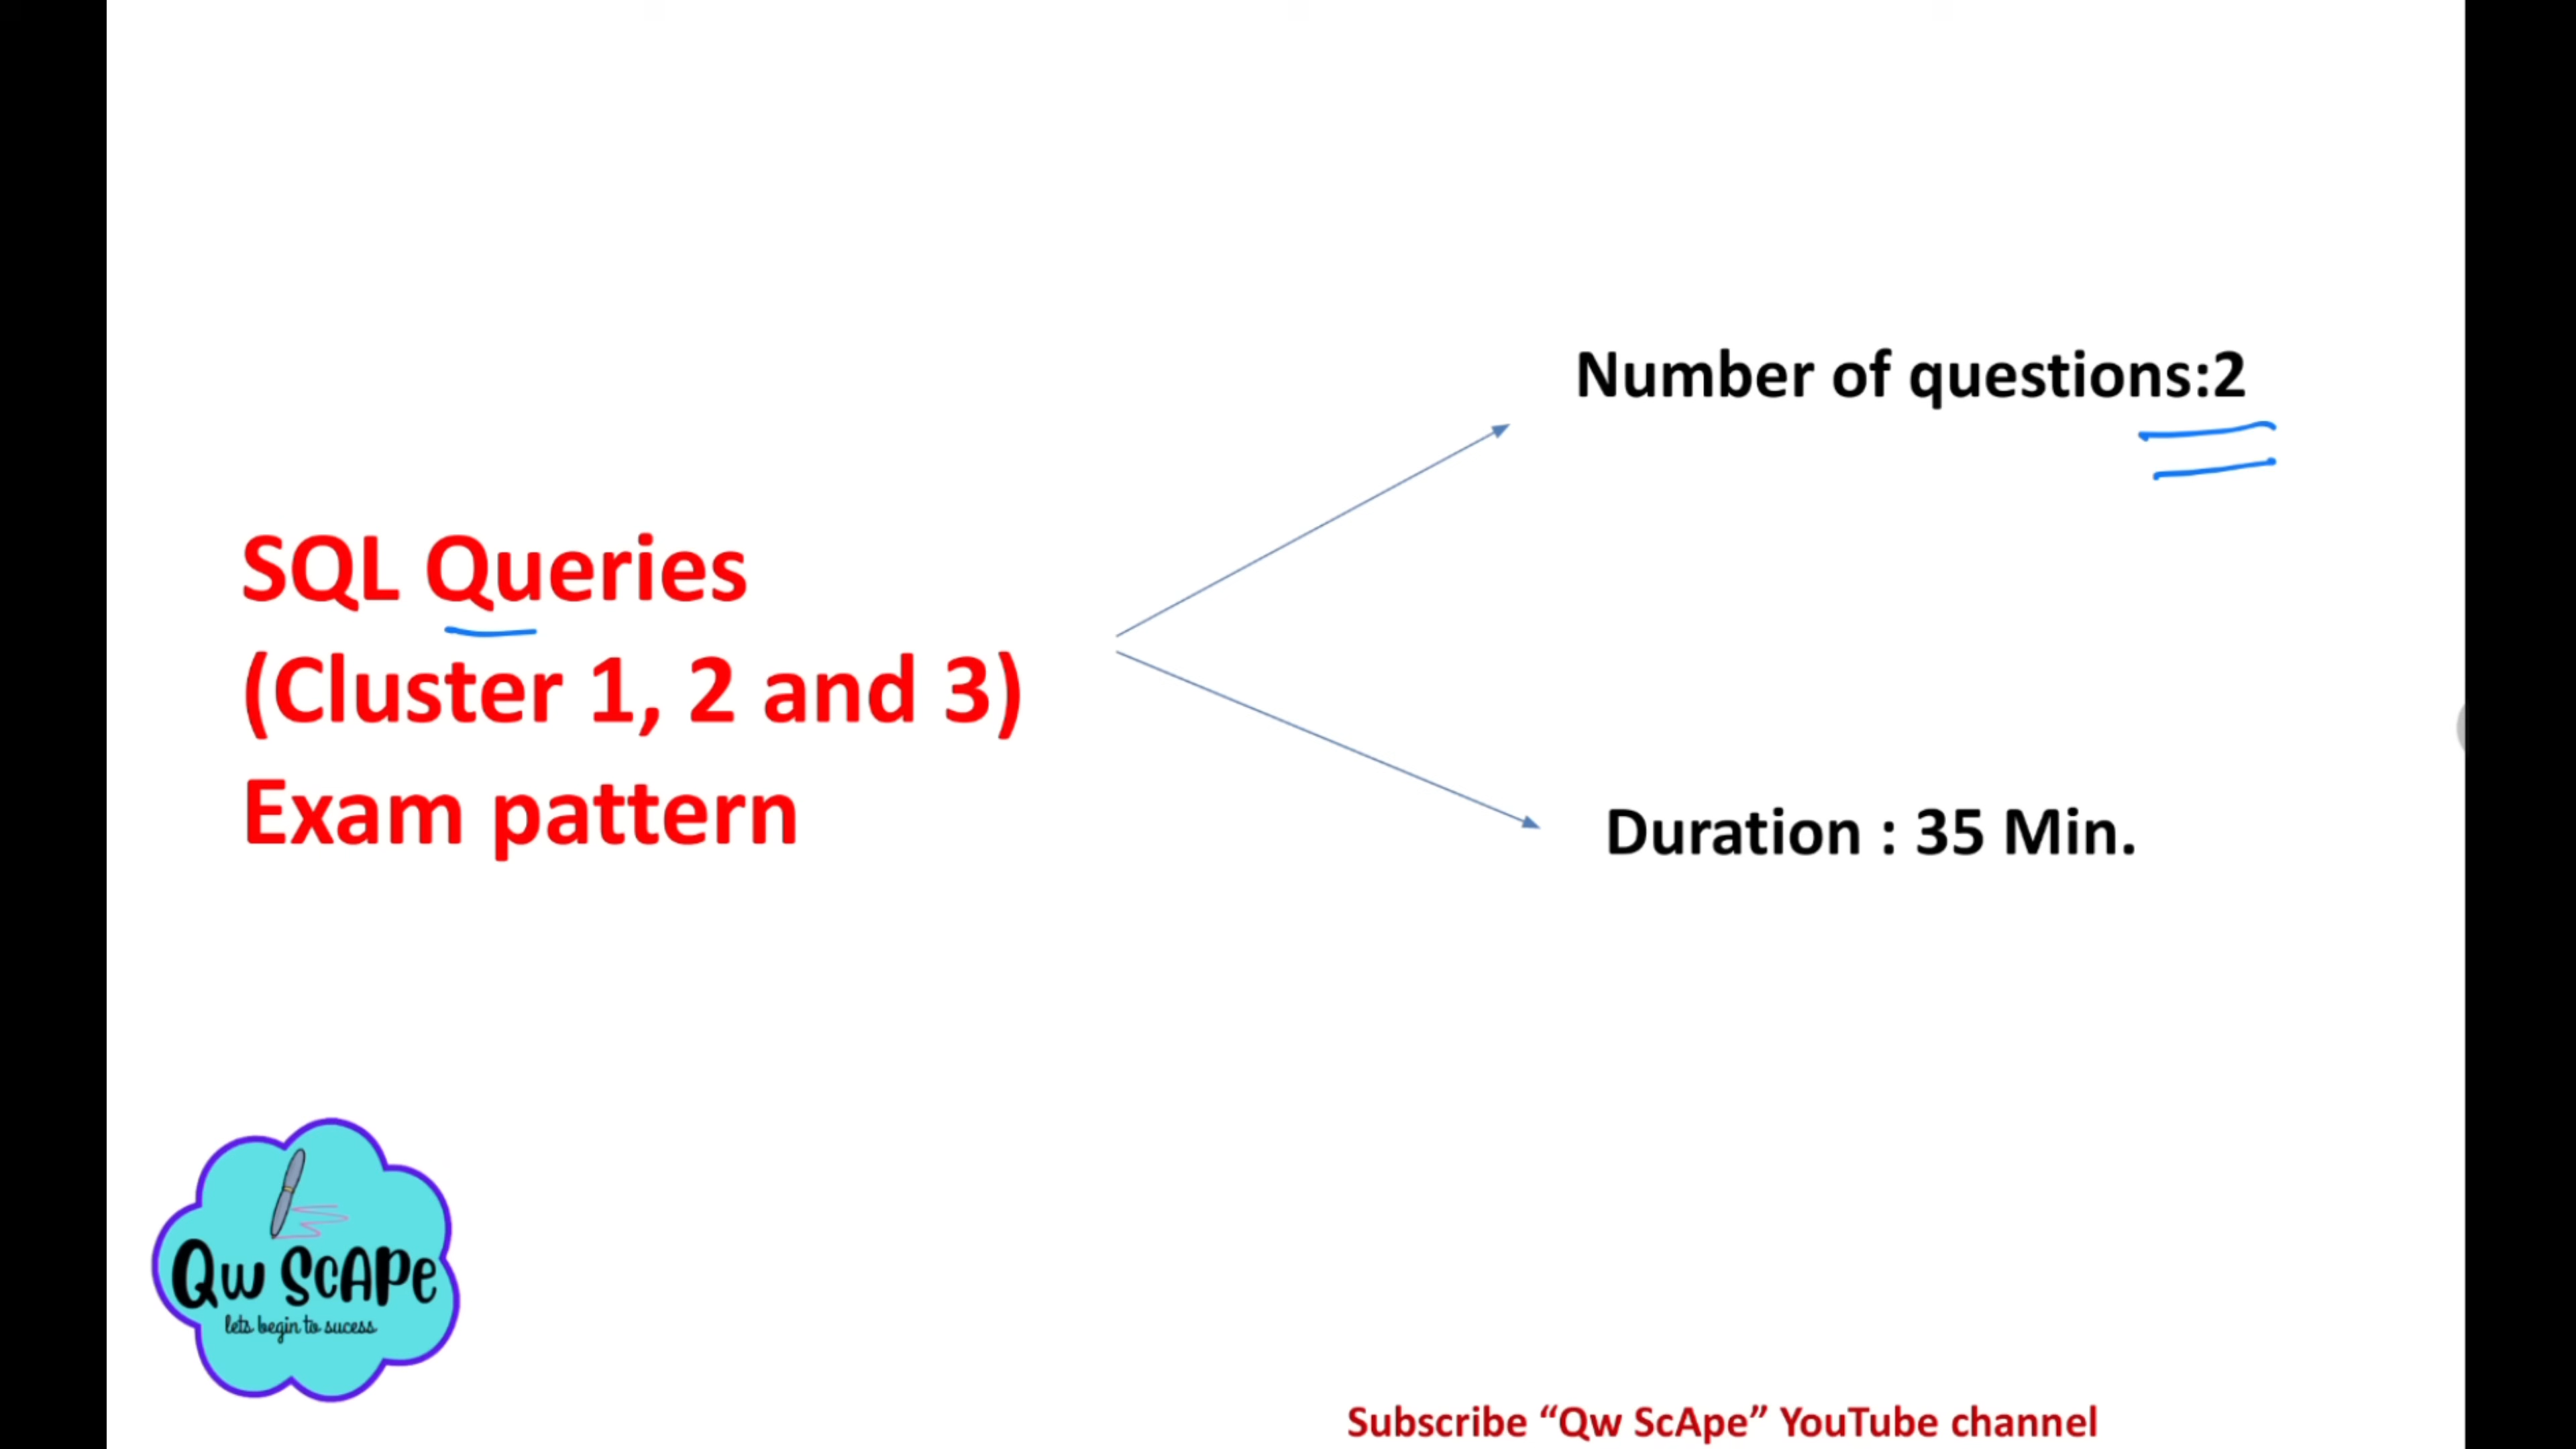 Number of questions:2
SQL Queries
(Cluster 1, 2 and 3)
Exam pattern
Duration : 35 Min.
Qw ScAPe
lets begin to sucess
Subscribe “Qw ScApe” YouTube channel